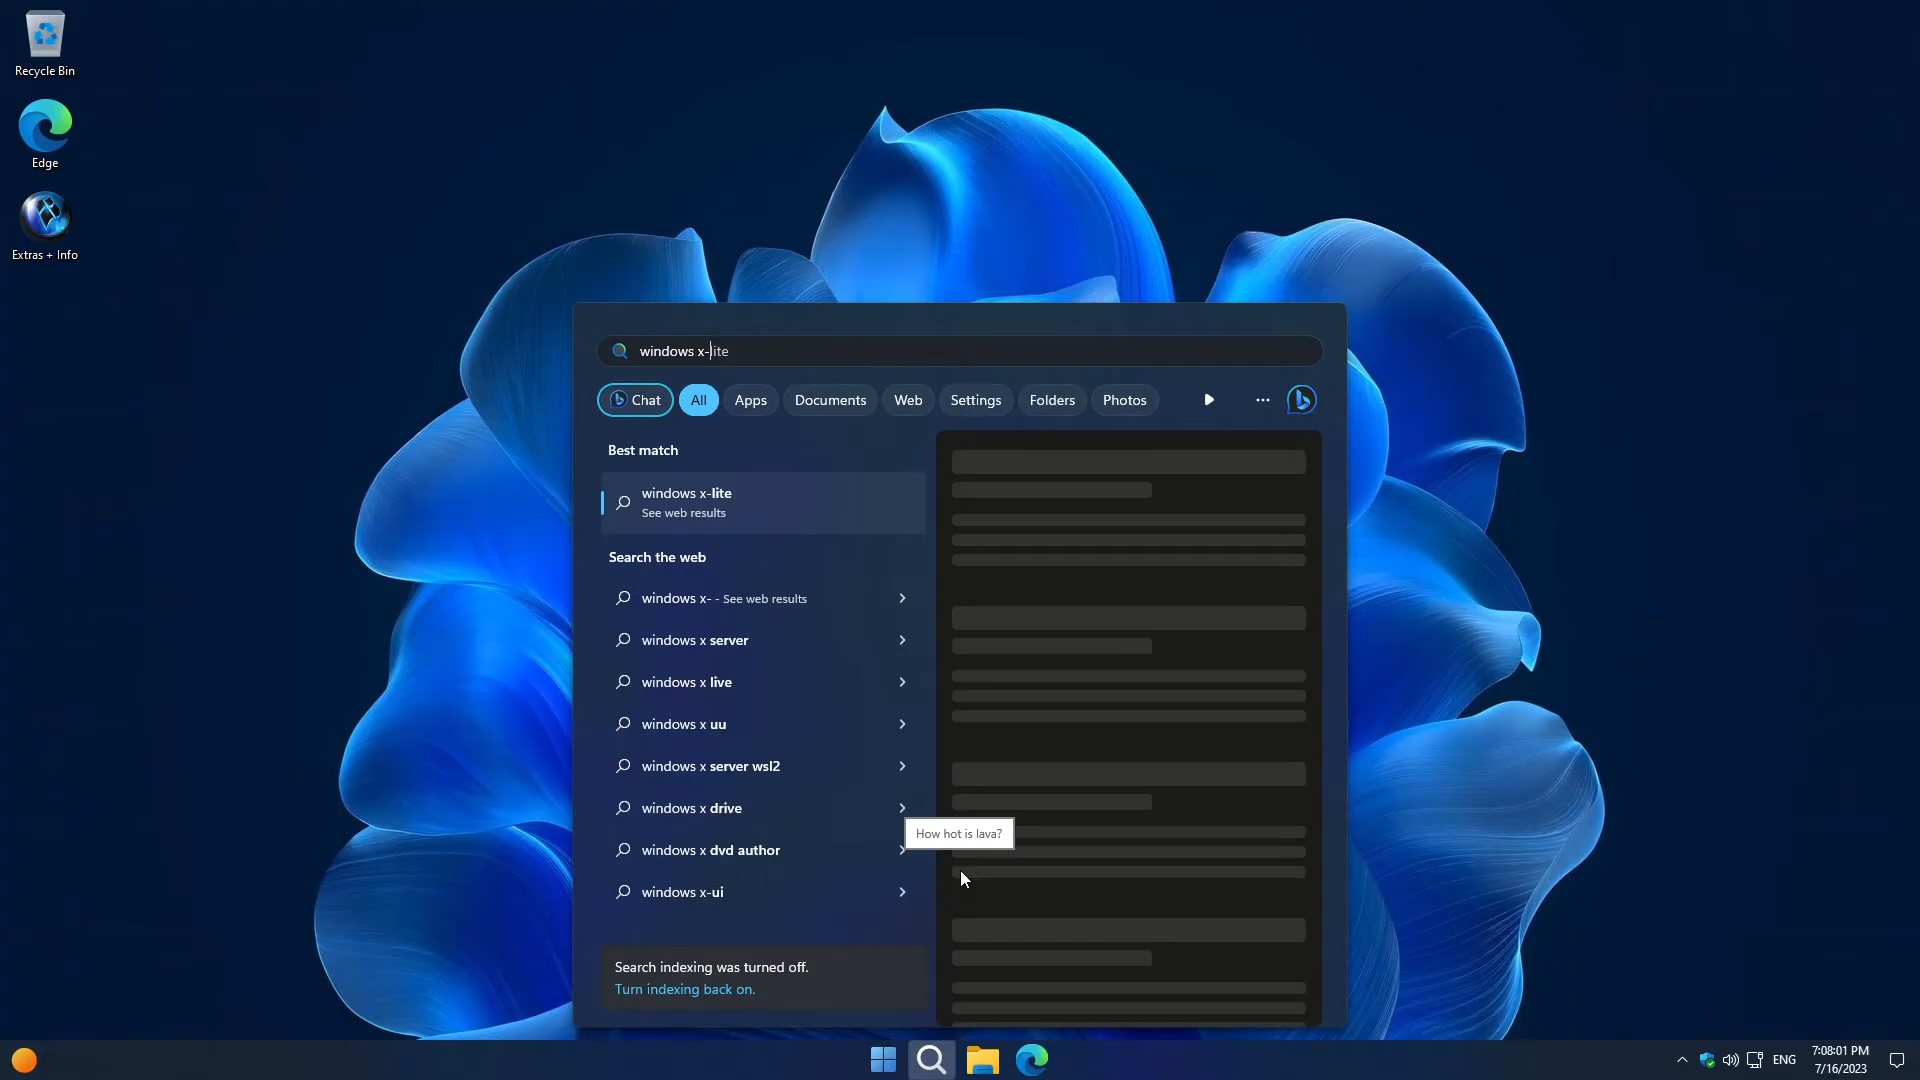 Recycle Bin
Edge
Extras + Info
windows x-lite
Chat All Apps Documents Web Settings Folders Photos
Best match
windows x-lite
See web results
Search the web
windows x- - See web results
windows x server
windows x live
windows x uu
windows x server wsl2
windows x drive
How hot is lava?
windows x dvd author
windows x-ui
Search indexing was turned off.
Turn indexing back on.
ENG
7:08:01 PM
7/16/2023